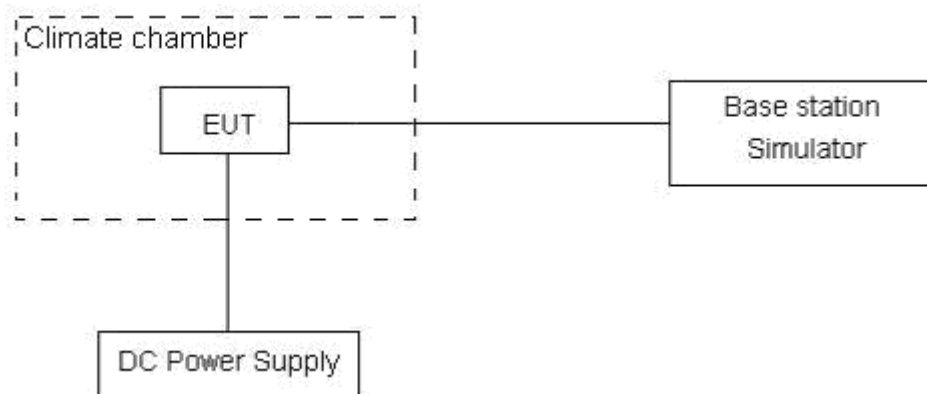 Climate chamber
EUT
Base station
Simulator
DC Power Supply